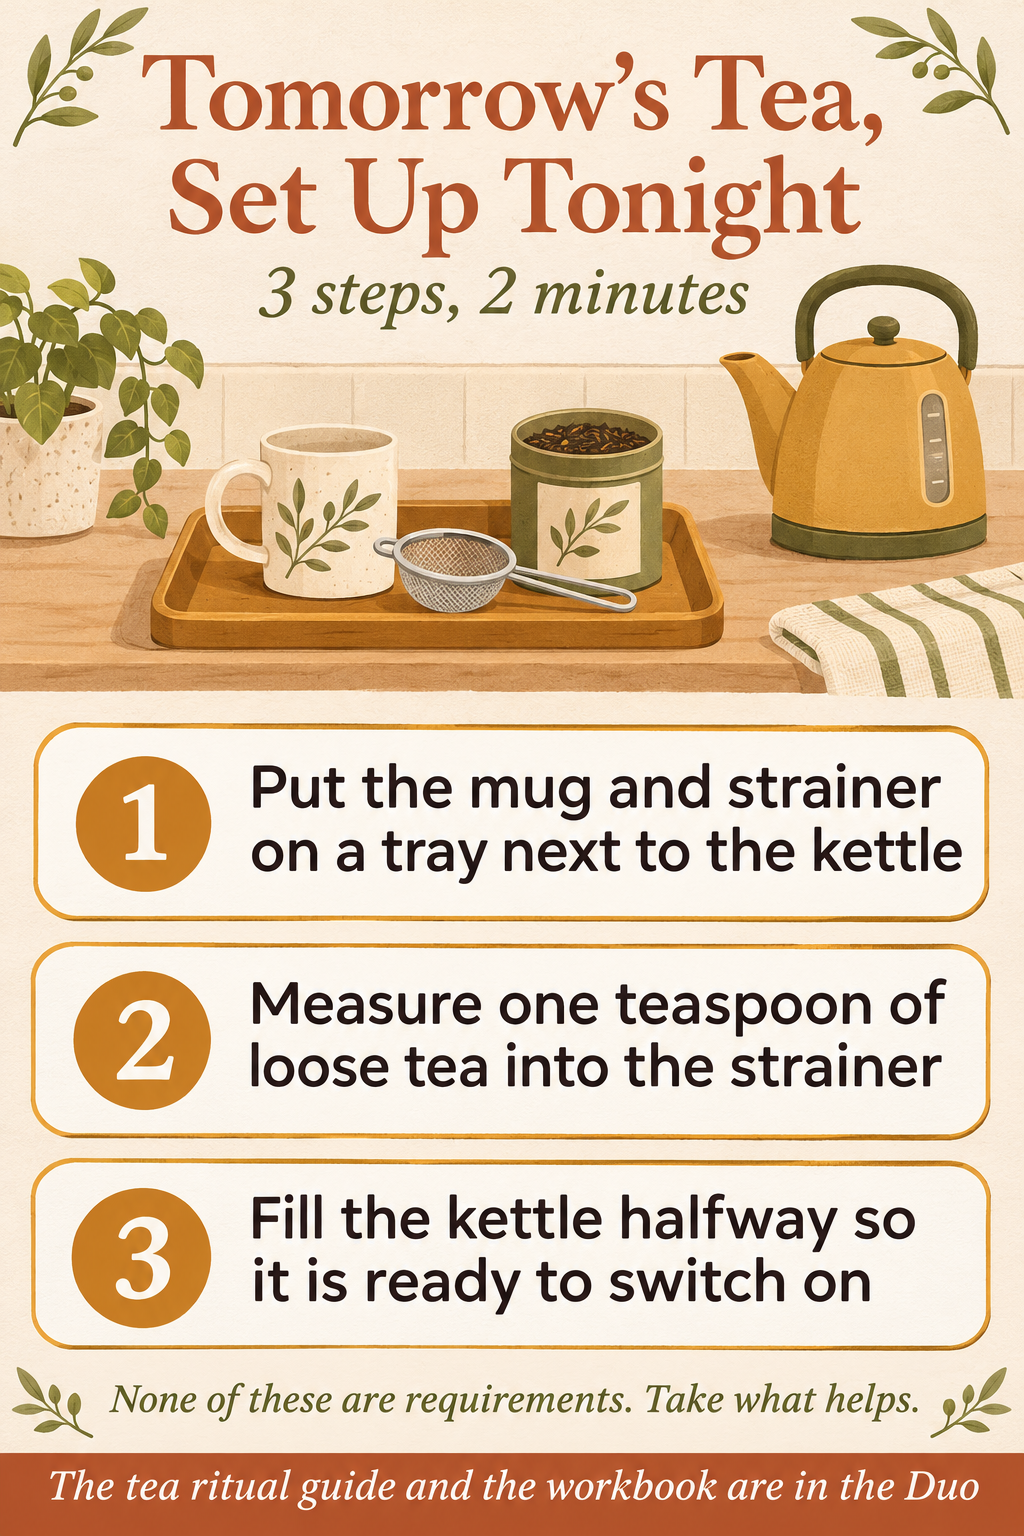 Tomorrow’s Tea,
Set Up Tonight
3 steps, 2 minutes
1
Put the mug and strainer
on a tray next to the kettle
2
Measure one teaspoon of
loose tea into the strainer
3
Fill the kettle halfway so
it is ready to switch on
None of these are requirements. Take what helps.
The tea ritual guide and the workbook are in the Duo